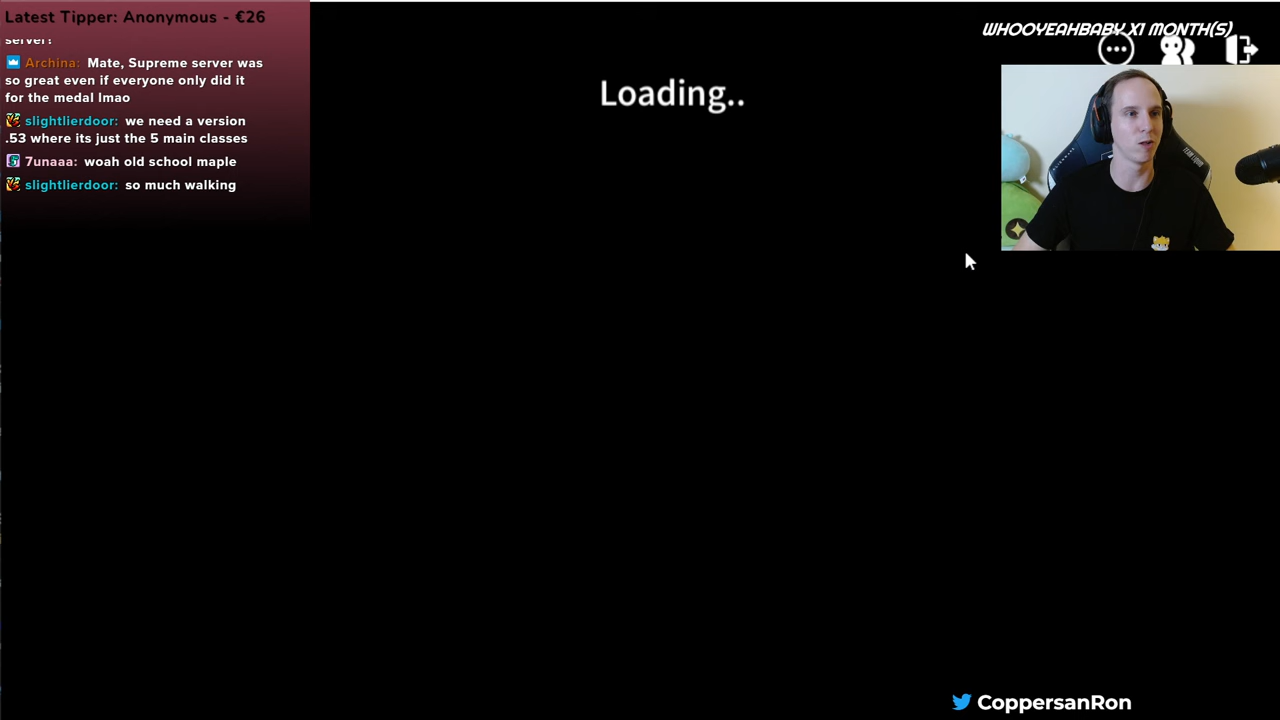 Latest Tipper: Anonymous - €26
server!
Archina: Mate, Supreme server was
so great even if everyone only did it
for the medal lmao
slightlierdoor: we need a version
.53 where its just the 5 main classes
7unaaa: woah old school maple
slightlierdoor: so much walking
Loading..
WHOOYEAHBABY X1 MONTH(S)
CoppersanRon